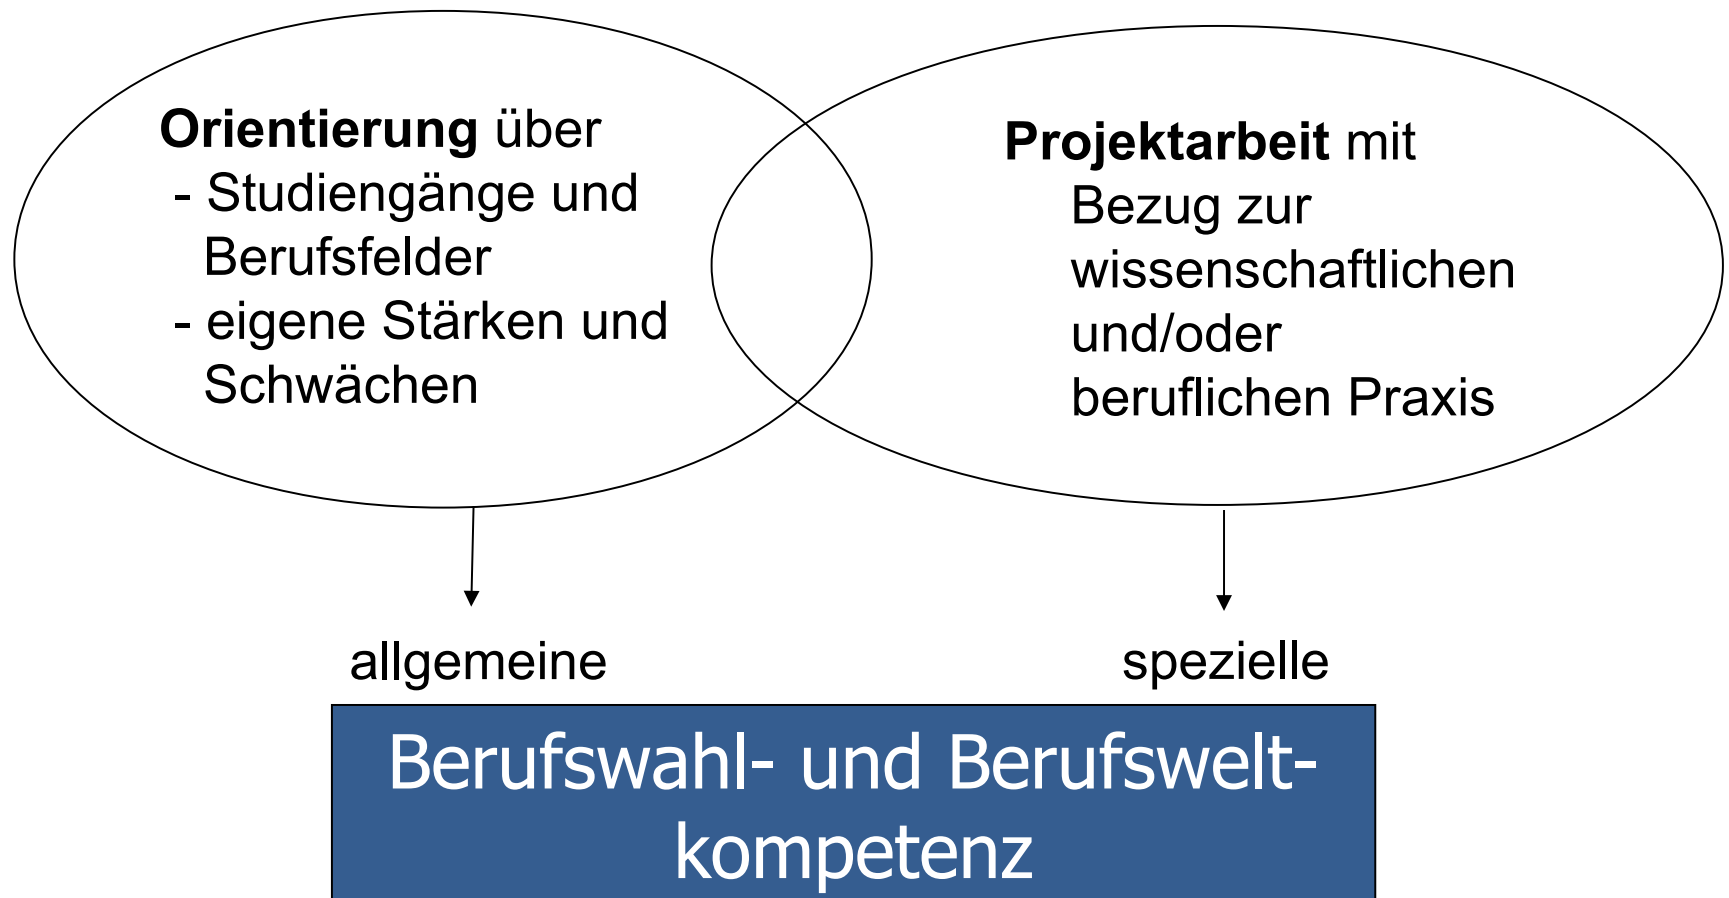 Orientierung über
- Studiengänge und
Berufsfelder
- eigene Stärken und
Schwächen
Projektarbeit mit
Bezug zur
wissenschaftlichen
und/oder
beruflichen Praxis
allgemeine
spezielle
Berufswahl- und Berufswelt-
kompetenz